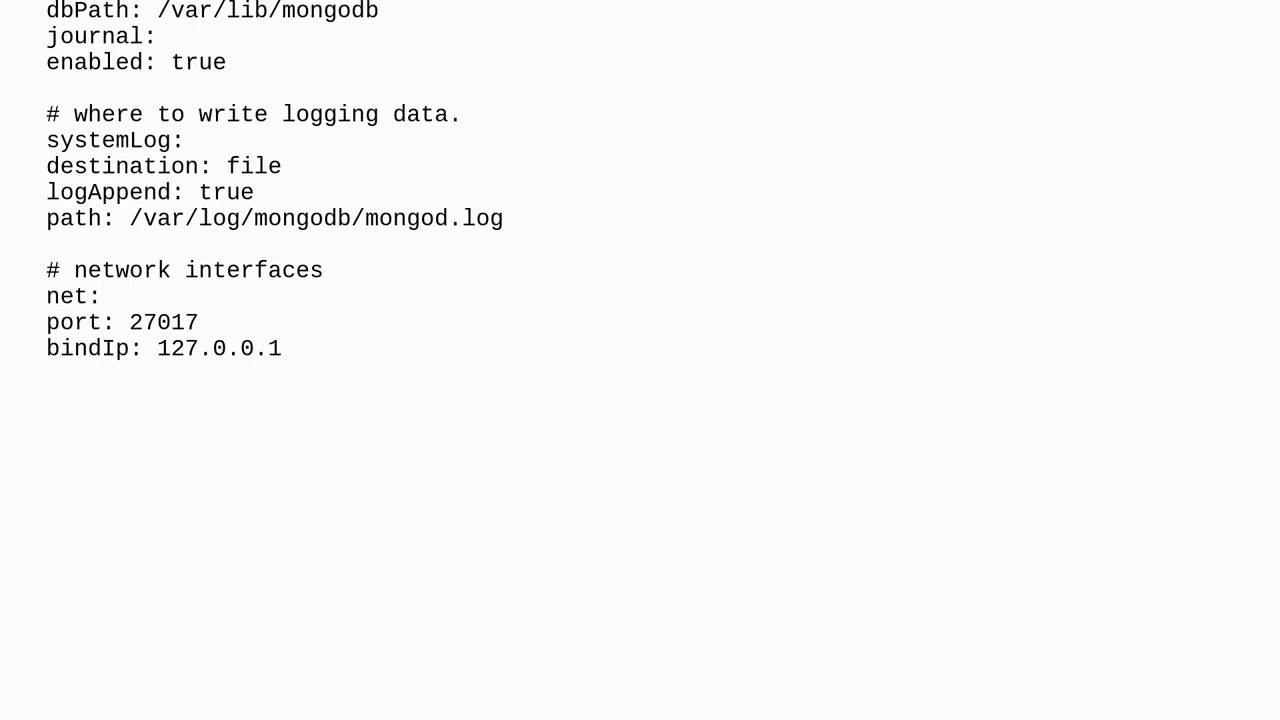 dbPath: /var/lib/mongodb
journal:
enabled: true
# where to write logging data.
systemLog:
destination: file
logAppend: true
path: /var/log/mongodb/mongod.log
# network interfaces
net:
port: 27017
bindIp: 127.0.0.1